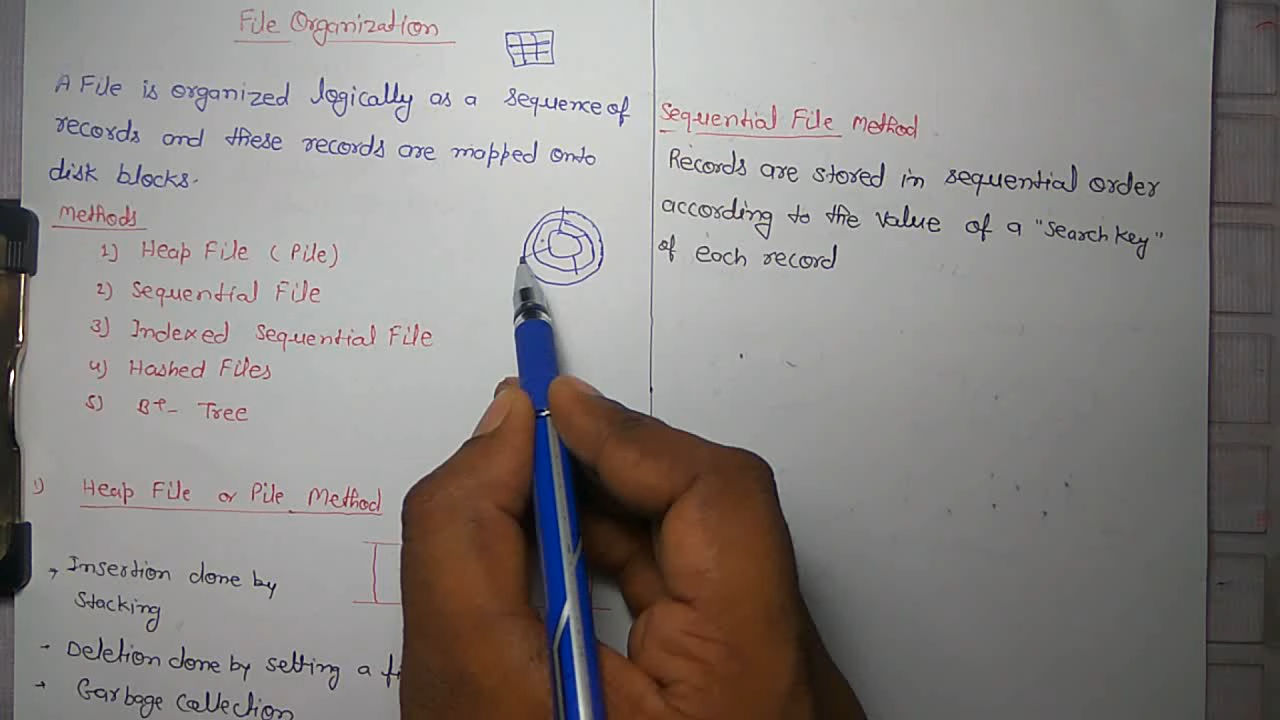 File Organization
A File is organized logically as a sequence of
records and these records are mapped onto
disk blocks.
Methods
1) Heap File (Pile)
2) Sequential File
3) Indexed Sequential File
4) Hashed Files
5) B+- Tree
1) Heap File or Pile Method
→ Insertion done by
Stacking
→ Deletion done by setting a
→ Garbage Collection
Sequential File Method
Records are stored in sequential order
according to the value of a "Search Key"
of each record